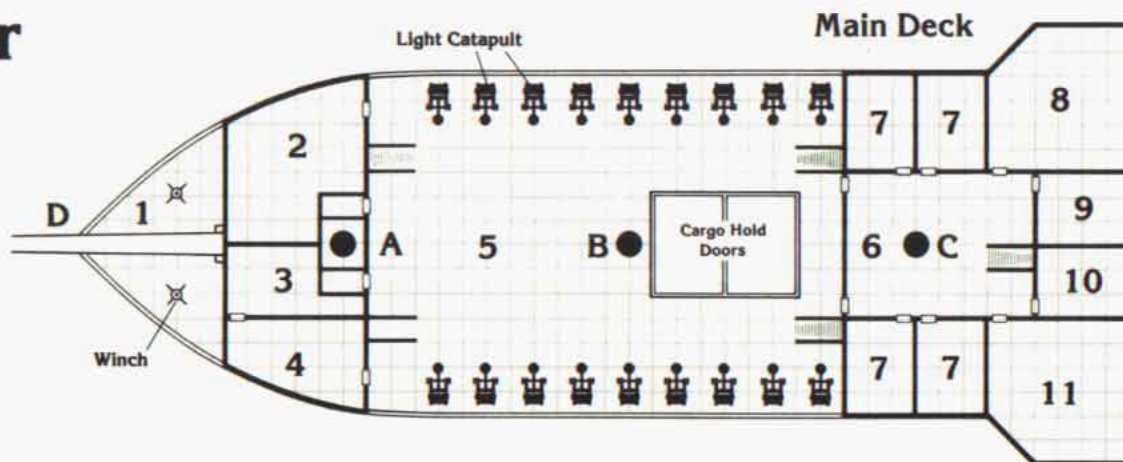 r
Main Deck
Light Catapult
8
7 7
2
D 1
A 5 B
Cargo Hold
Doors
6 C
9
3
10
Winch
4
7 7
11